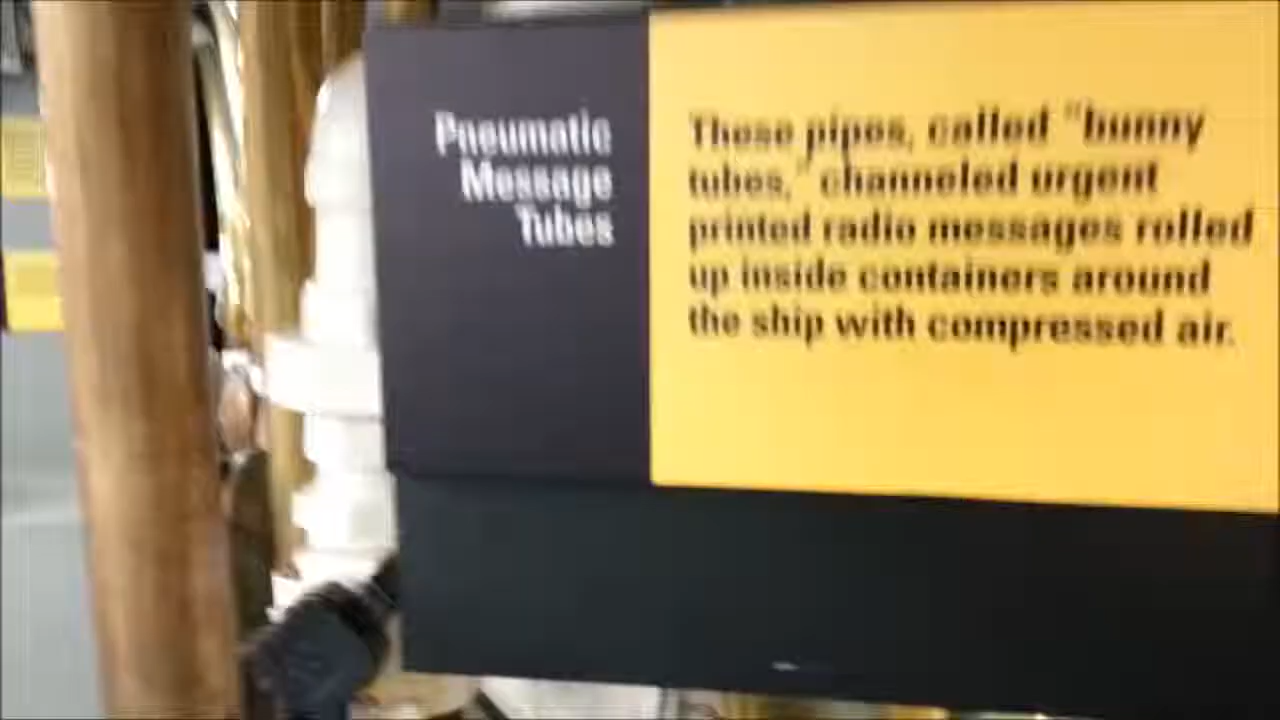 Pneumatic
Message
Tubes
These pipes, called "bunny
tubes," channeled urgent
printed radio messages rolled
up inside containers around
the ship with compressed air.